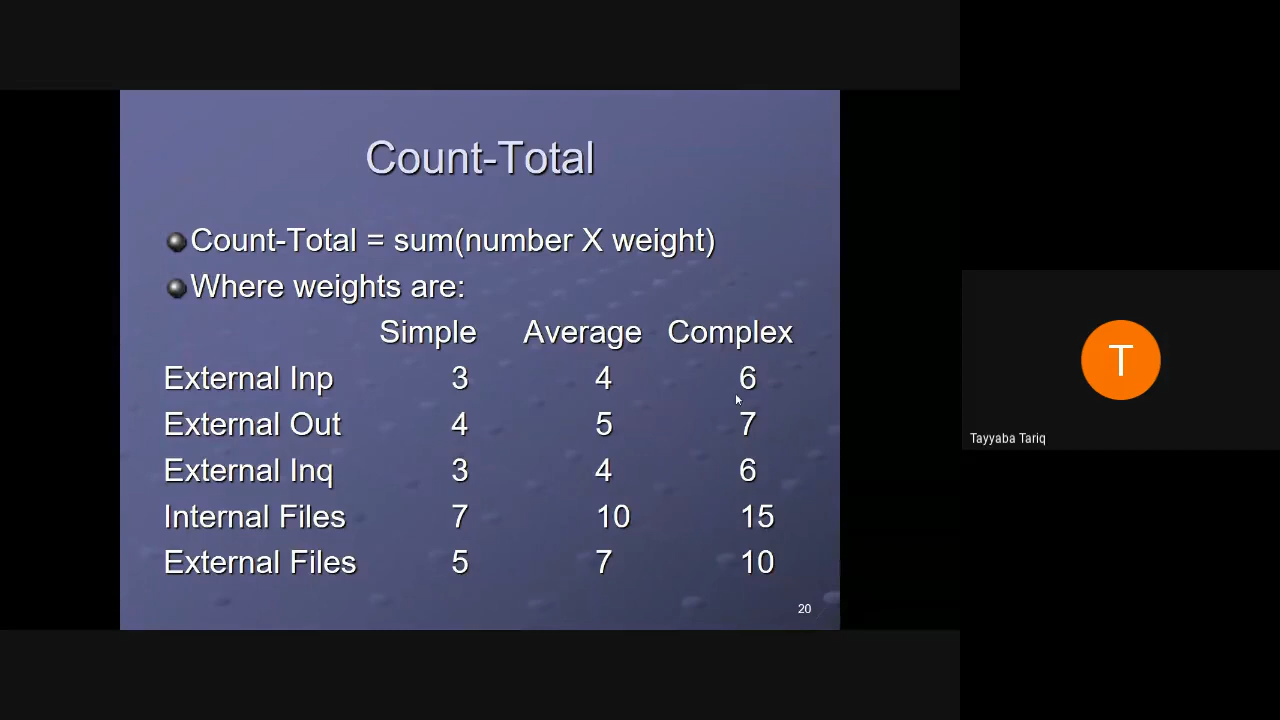 Count-Total
Count-Total = sum(number X weight)
Where weights are:
Simple Average Complex
External Inp 3 4 6
External Out 4 5 7
External Inq 3 4 6
Internal Files 7 10 15
External Files 5 7 10
20
T
Tayyaba Tariq